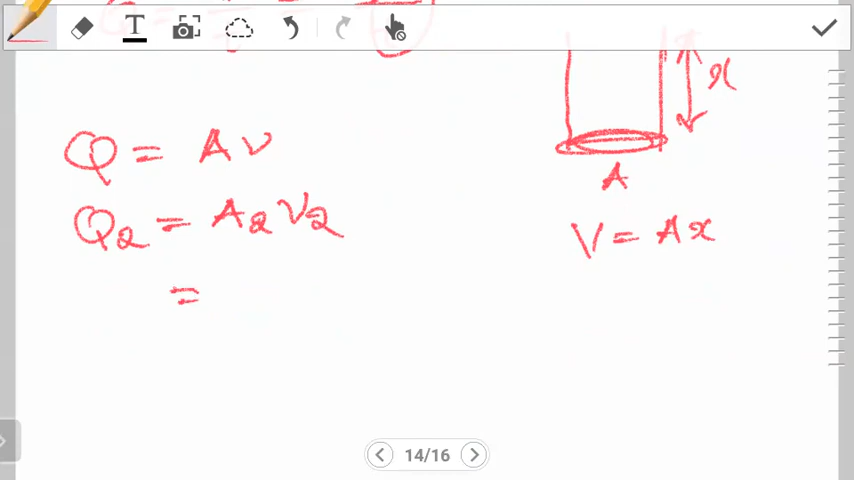 T
x
Q = Av
A
Q2 = A2 V2
V = Ax
=
14/16